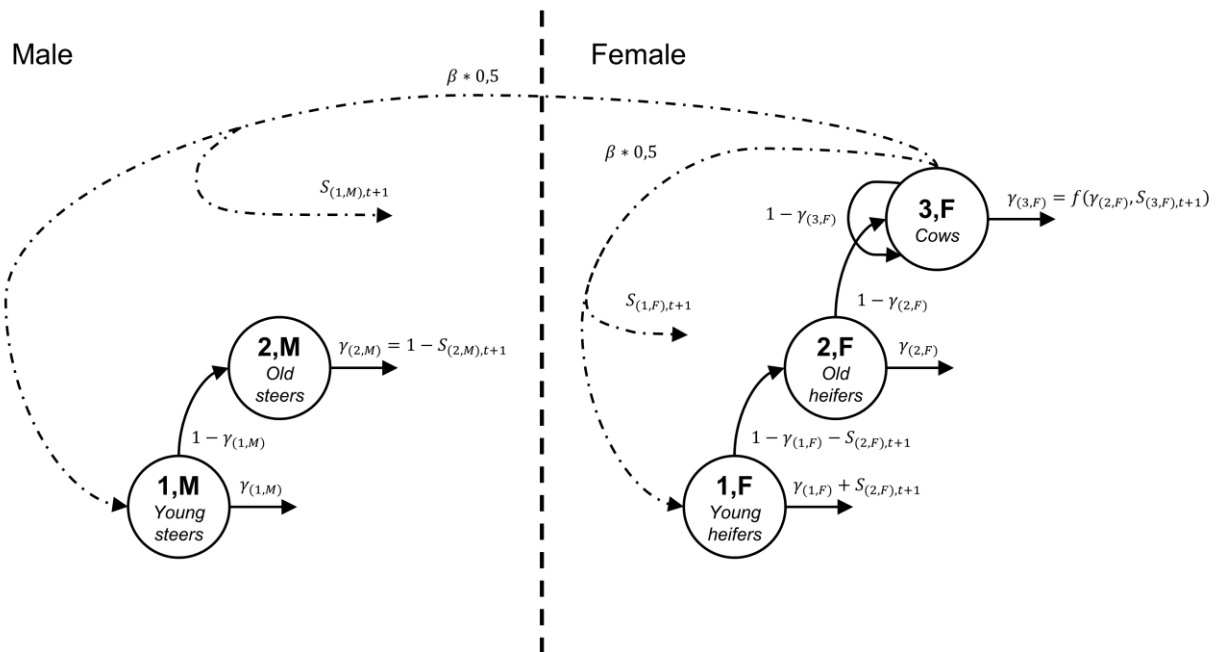 Male
Female
β * 0,5
β * 0,5
S(1,M),t+1
3,F
Cows
γ(3,F) = f(γ(2,F), S(3,F),t+1)
1 − γ(3,F)
S(1,F),t+1
1 − γ(2,F)
2,M
Old
steers
γ(2,M) = 1 − S(2,M),t+1
2,F
Old
heifers
γ(2,F)
1 − γ(1,M)
1 − γ(1,F) − S(2,F),t+1
1,M
Young
steers
γ(1,M)
1,F
Young
heifers
γ(1,F) + S(2,F),t+1